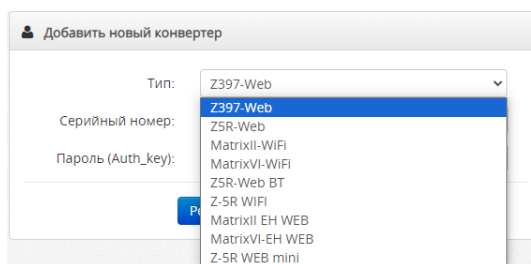 Добавить новый конвертер
Тип:
Z397-Web
Z397-Web
Серийный номер:
Z5R-Web
MatrixII-WiFi
Пароль (Auth_key):
MatrixVI-WiFi
Z5R-Web BT
Z-5R WIFI
MatrixII EH WEB
MatrixVI-EH WEB
Z-5R WEB mini